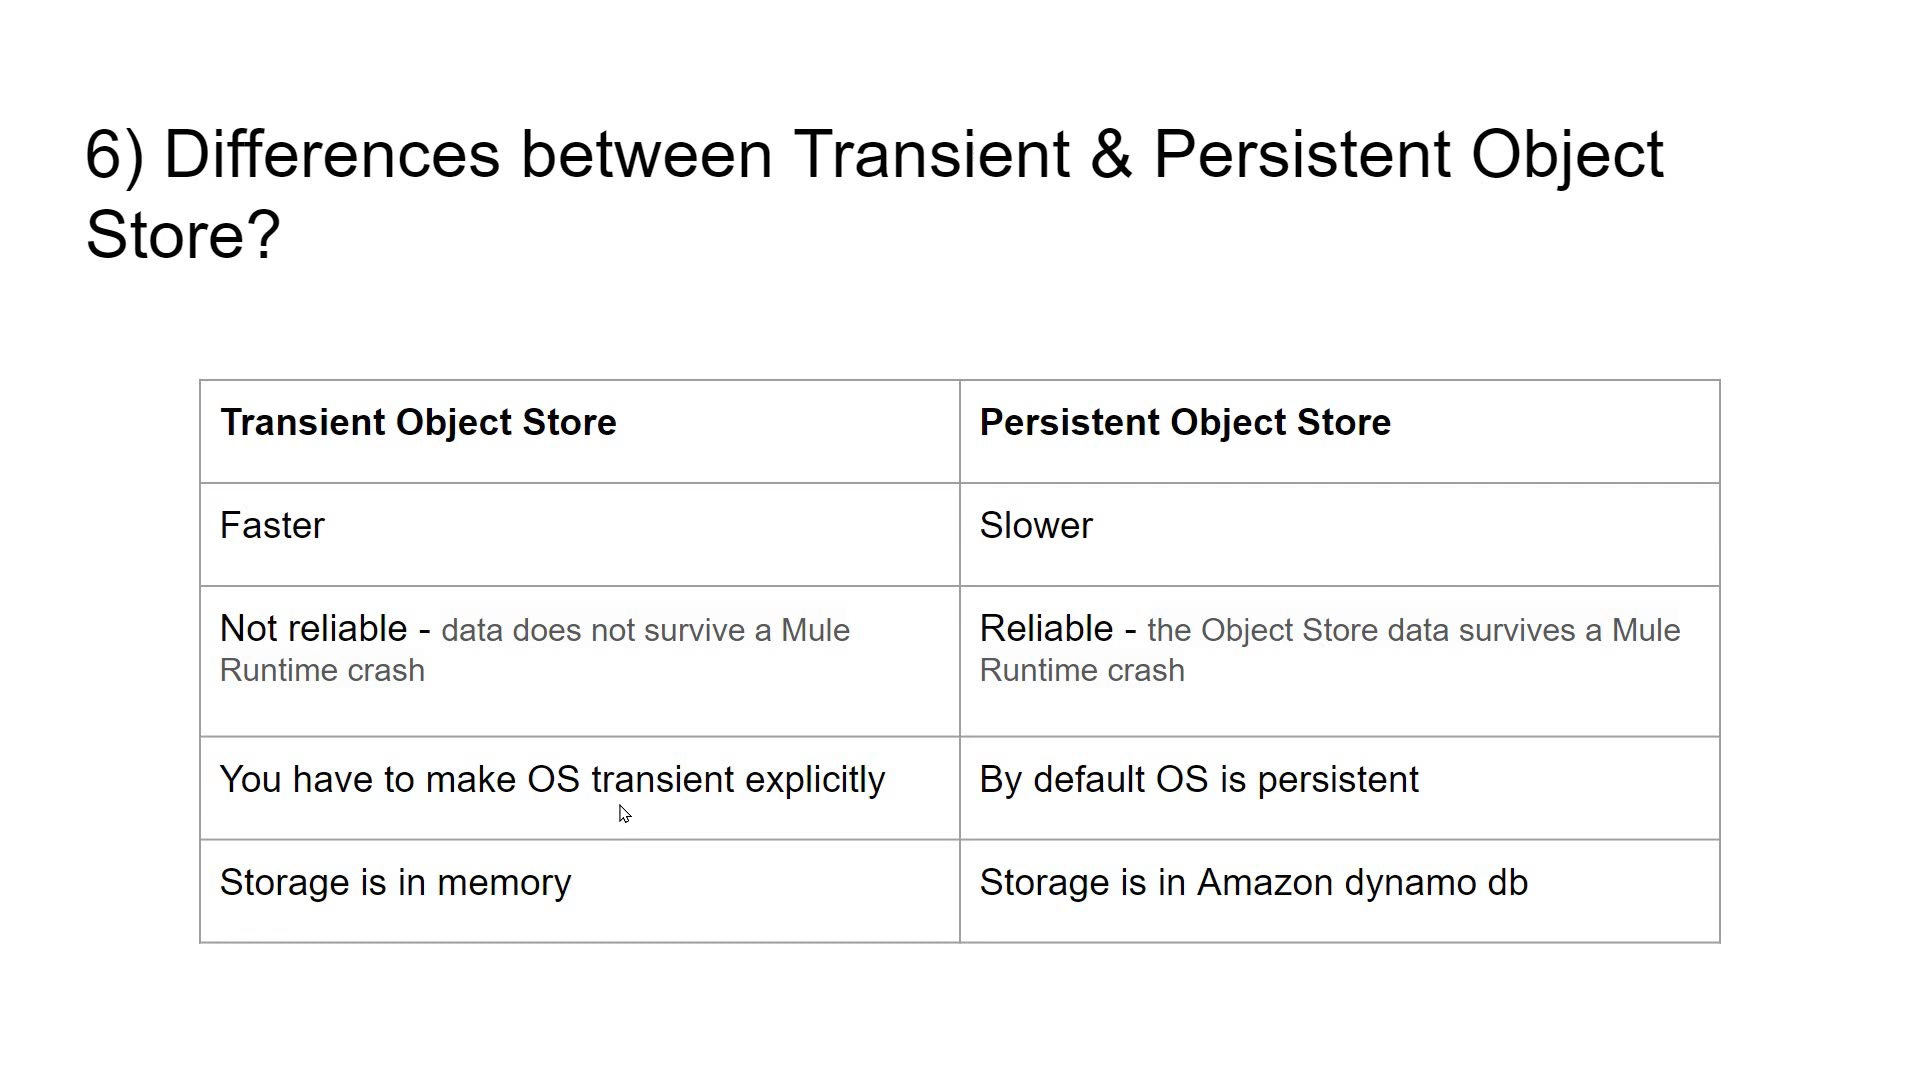 6) Differences between Transient & Persistent Object
Store?
Transient Object Store
Persistent Object Store
Faster
Slower
Not reliable - data does not survive a Mule
Runtime crash
Reliable - the Object Store data survives a Mule
Runtime crash
You have to make OS transient explicitly
By default OS is persistent
Storage is in memory
Storage is in Amazon dynamo db